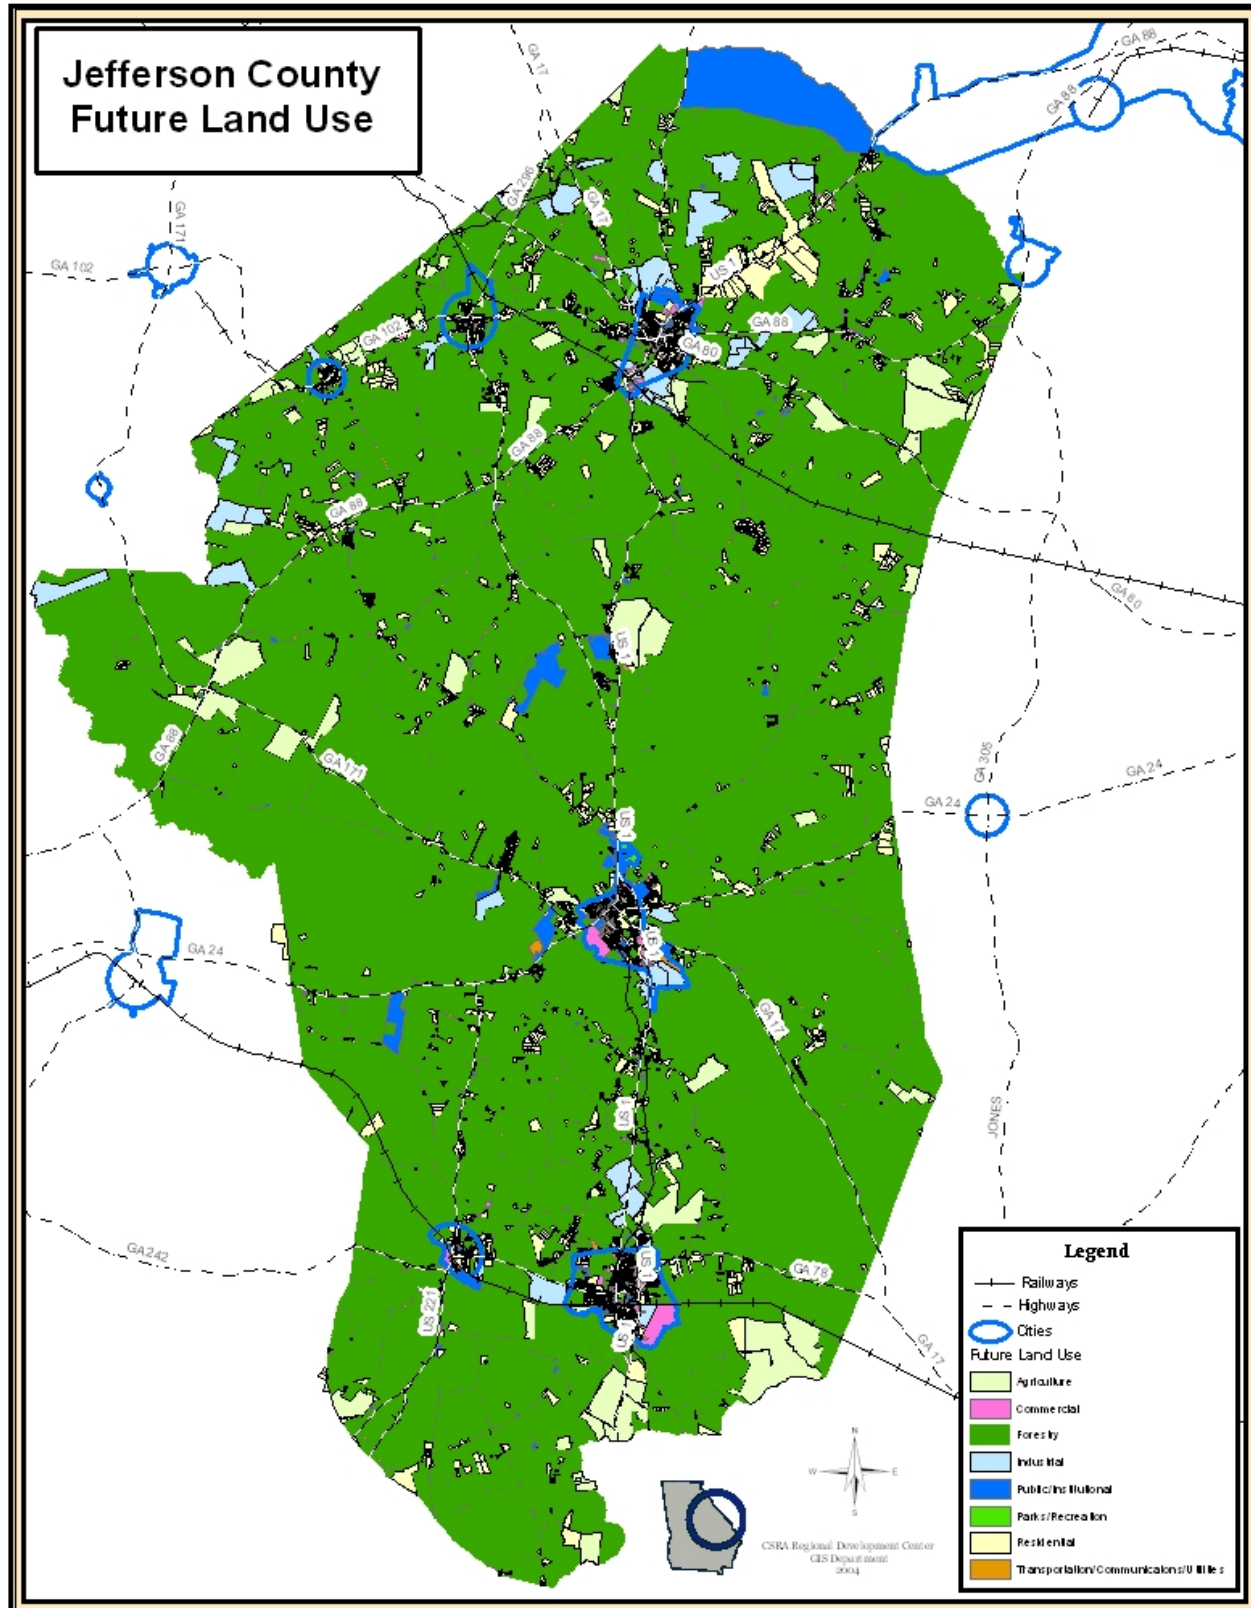 Jefferson County
Future Land Use
GA 88
GA 17
GA 88
GA 296
GA 171
GA 17
GA 102
US 1
GA 88
GA 102
GA 80
GA 88
GA 88
GA 80
US 1
GA 88
GA 171
GA 305
GA 24
GA 24
US 1
US 1
GA 24
GA 17
US 1
JONES
GA 242
US 1
GA 78
US 221
US 1
GA 17
Legend
Railways
Highways
Cities
Future Land Use
Agriculture
Commercial
Forestry
Industrial
Public/Institutional
Parks/Recreation
Residential
Transportation/Communicaions/Utilities
N
W
E
S
CSRA Regional Development Center
GIS Department
2004